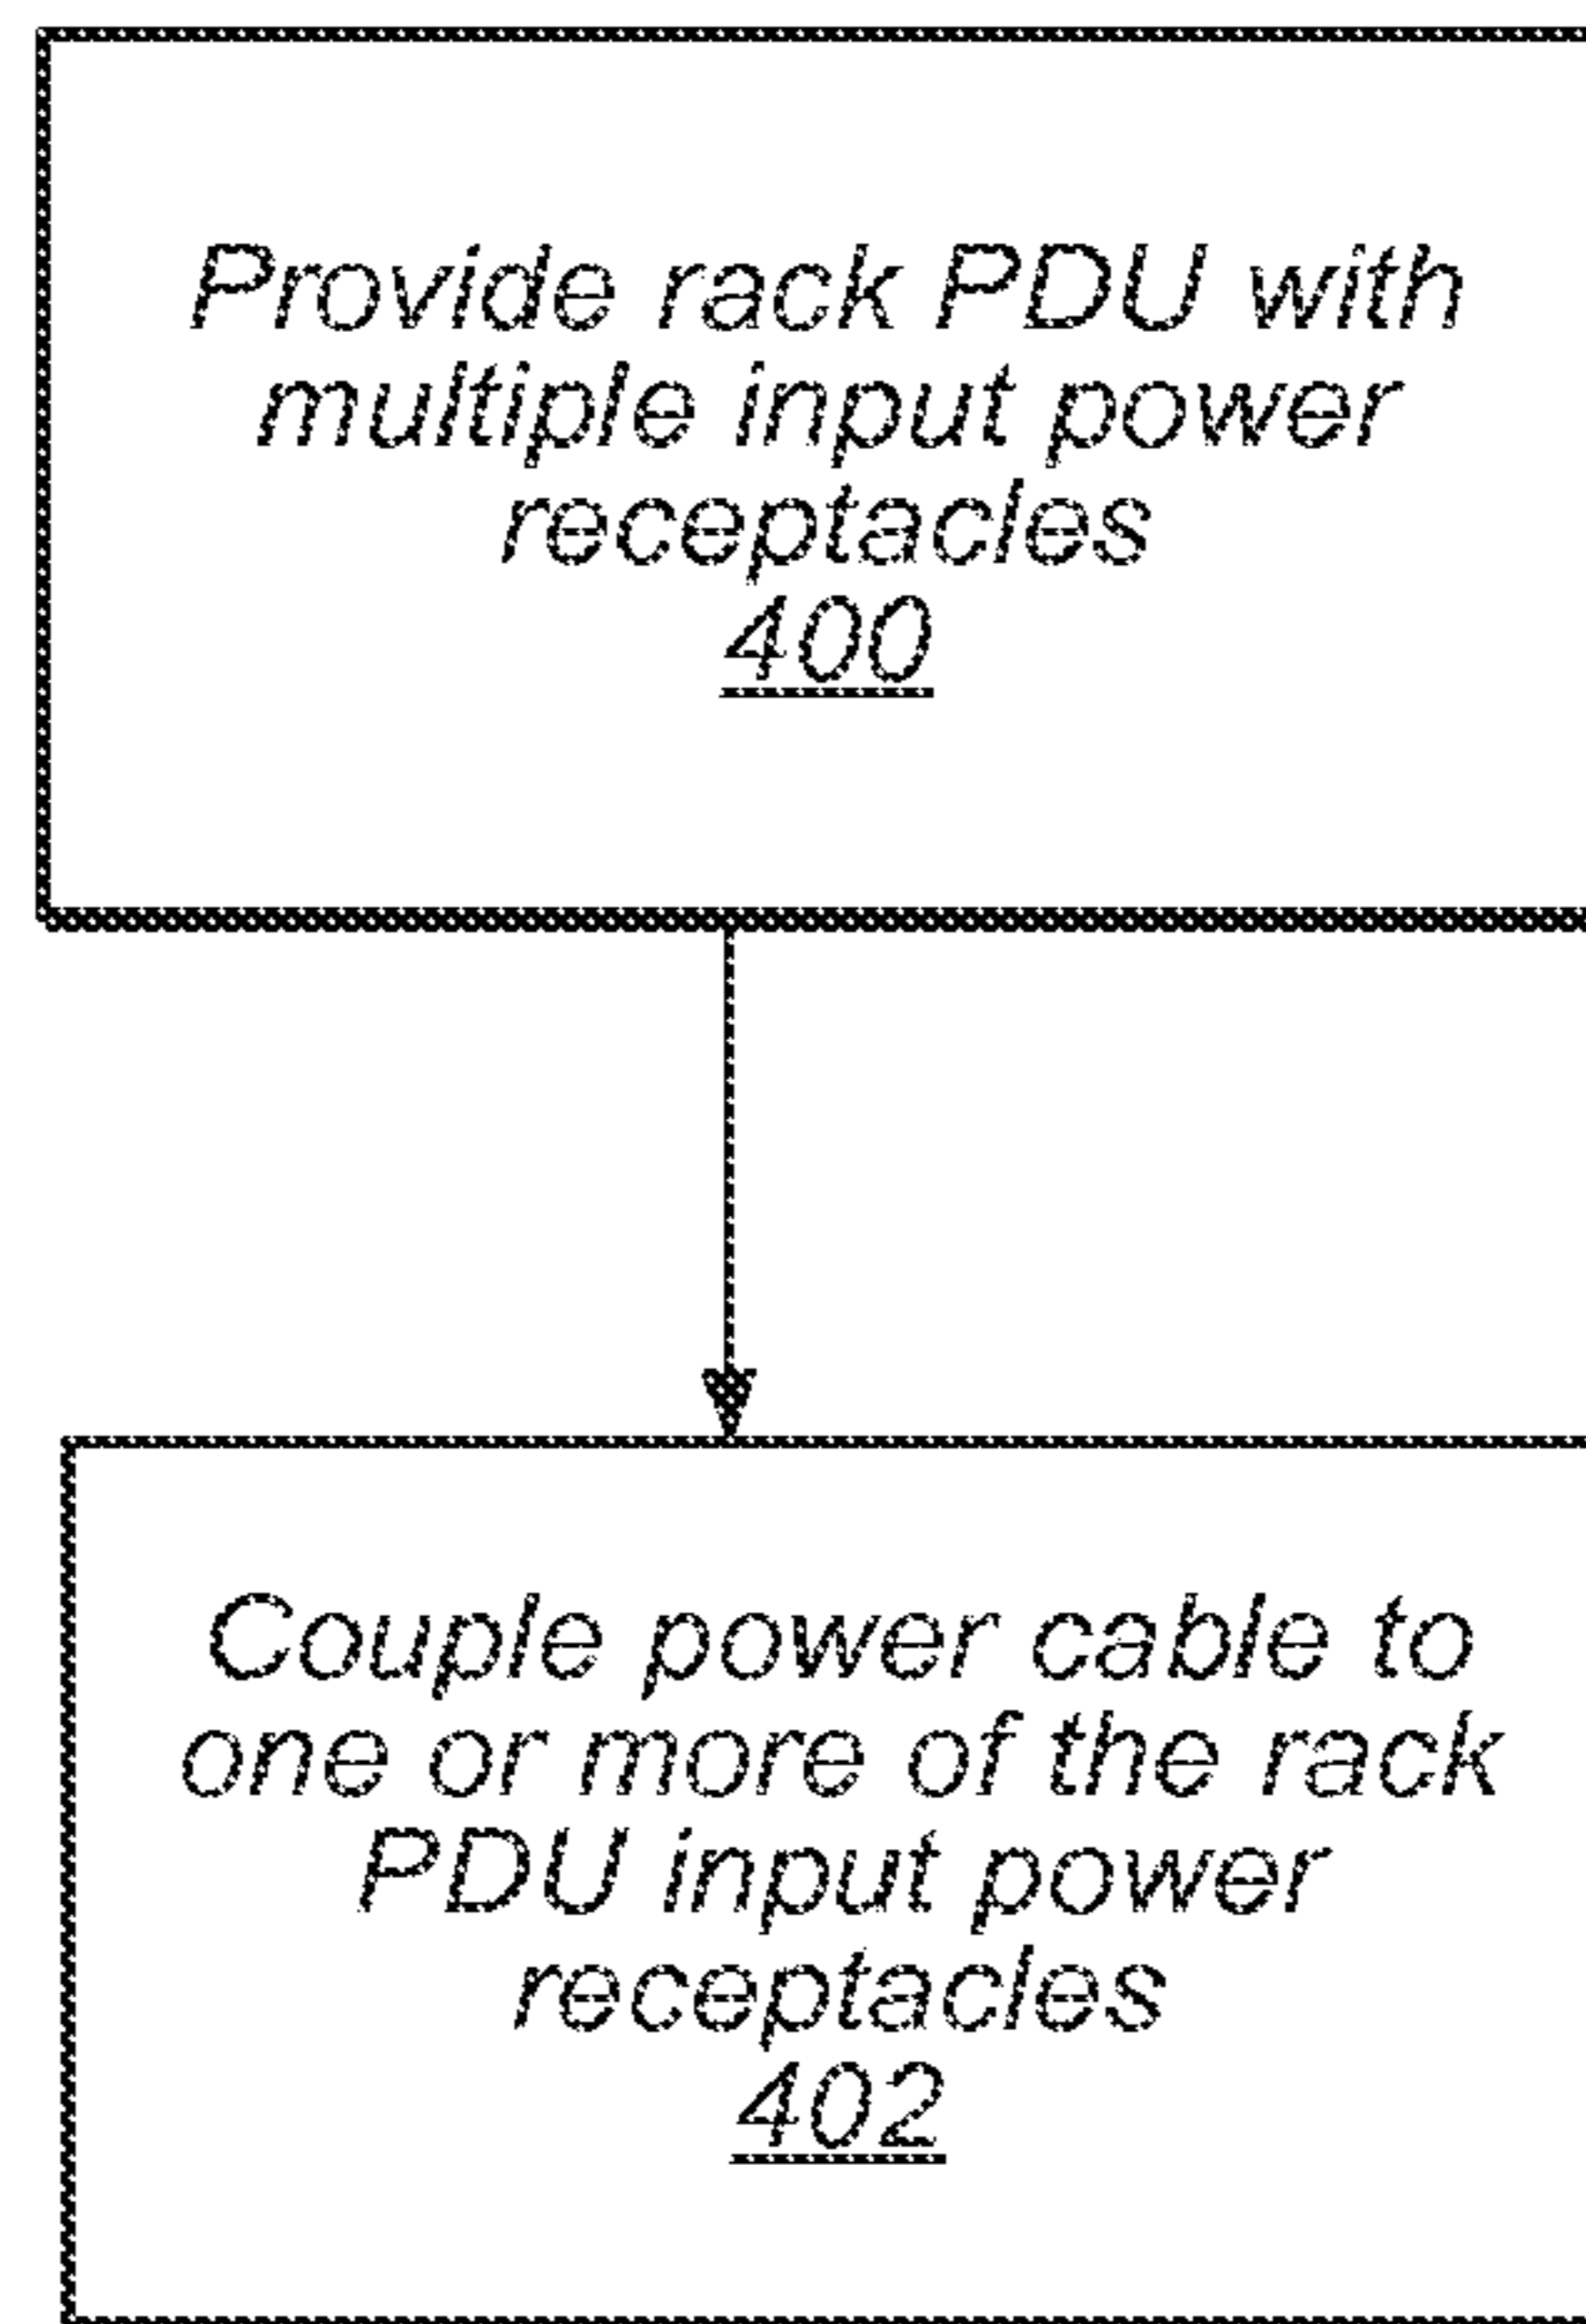 Provide rack PDU with
multiple input power
receptacles
400
Couple power cable to
one or more of the rack
PDU input power
receptacles
402